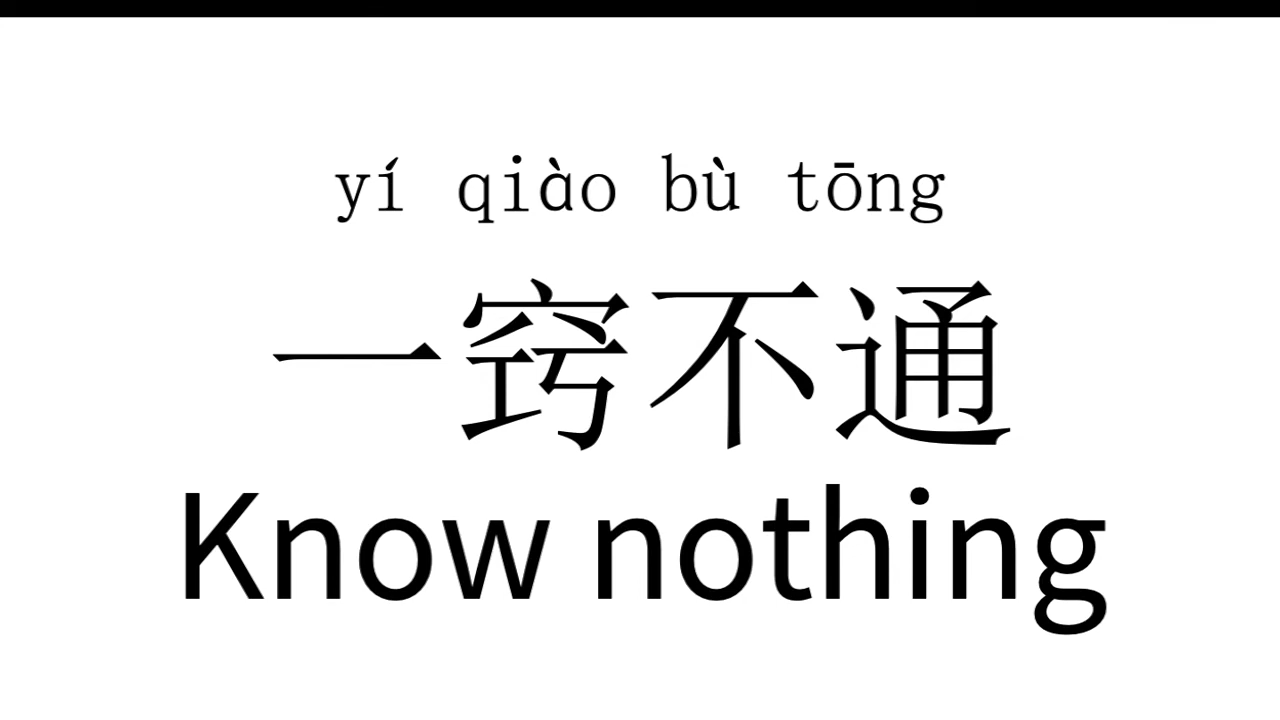 yí qiào bù tōng
一窍不通
Know nothing